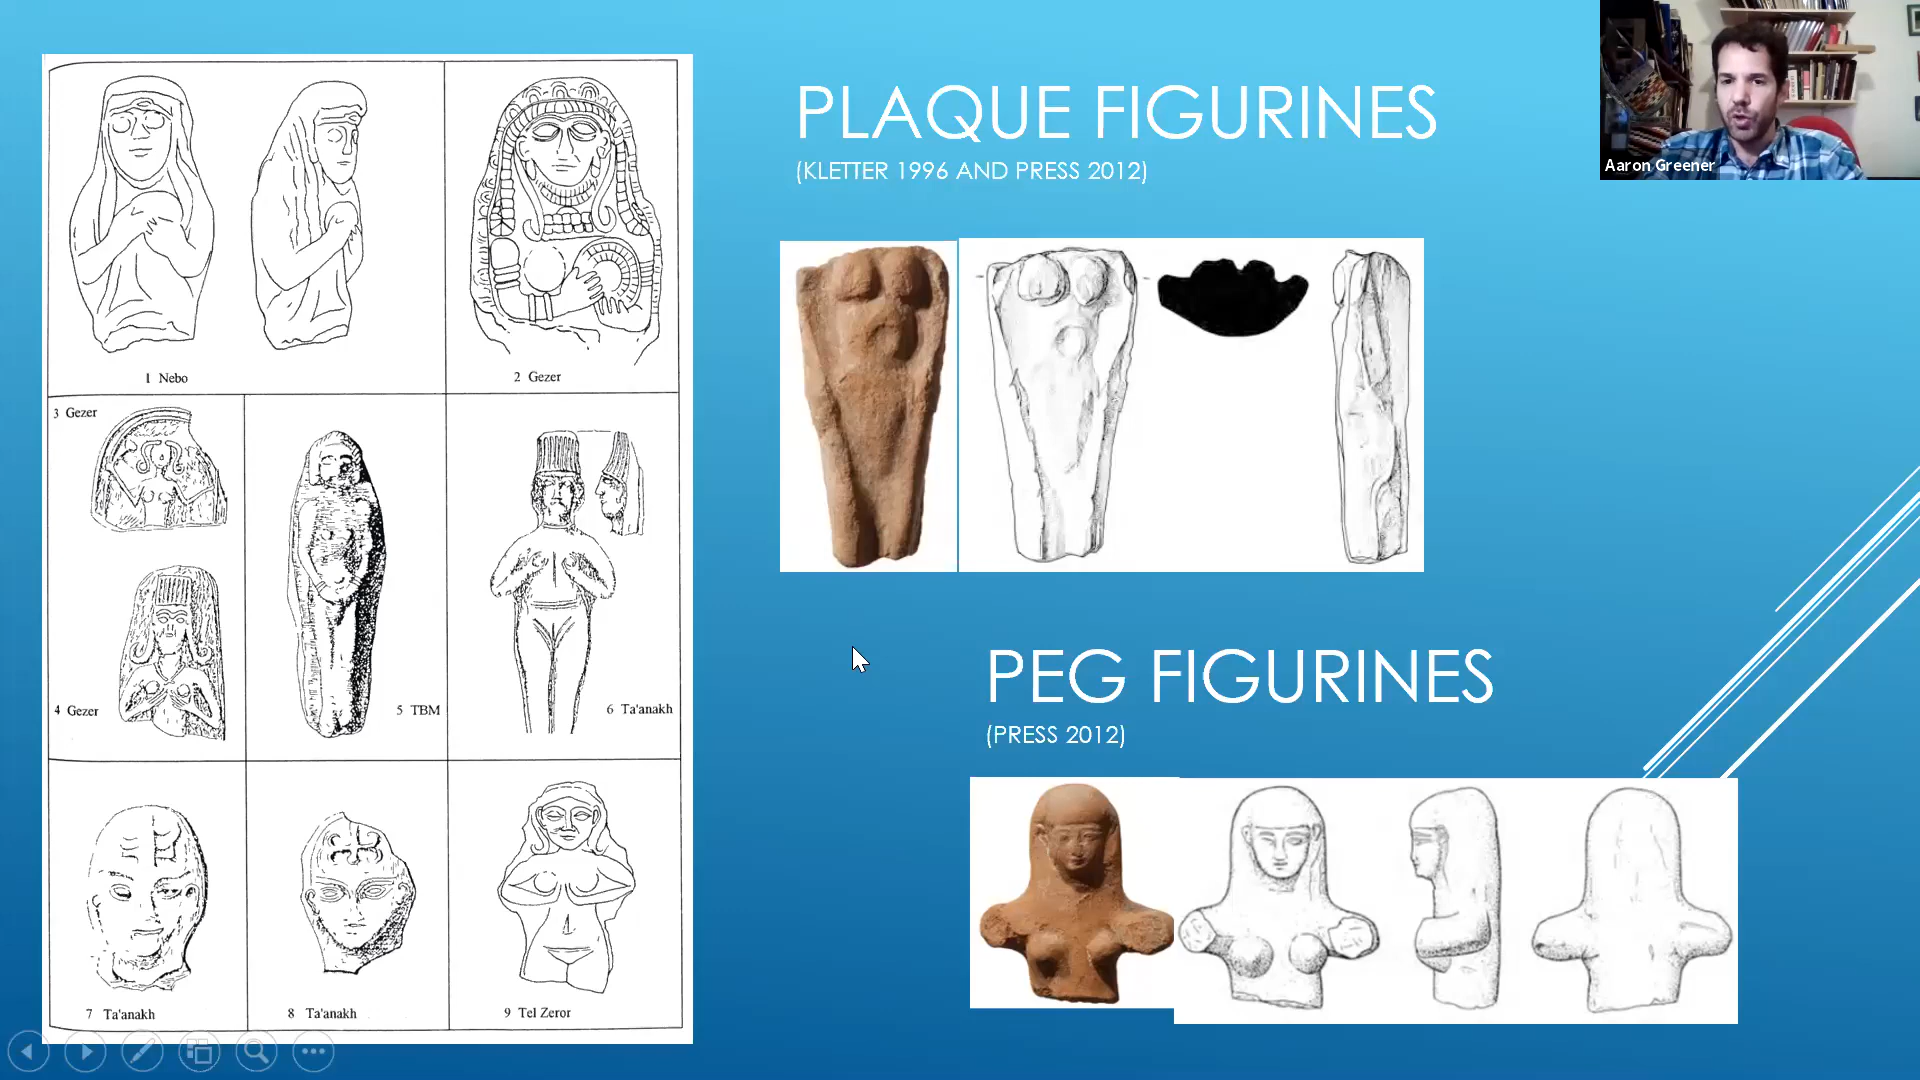 1 Nebo
2 Gezer
3 Gezer
4 Gezer
5 TBM
6 Ta'anakh
7 Ta'anakh
8 Ta'anakh
9 Tel Zeror
PLAQUE FIGURINES
(KLETTER 1996 AND PRESS 2012)
PEG FIGURINES
(PRESS 2012)
Aaron Greener